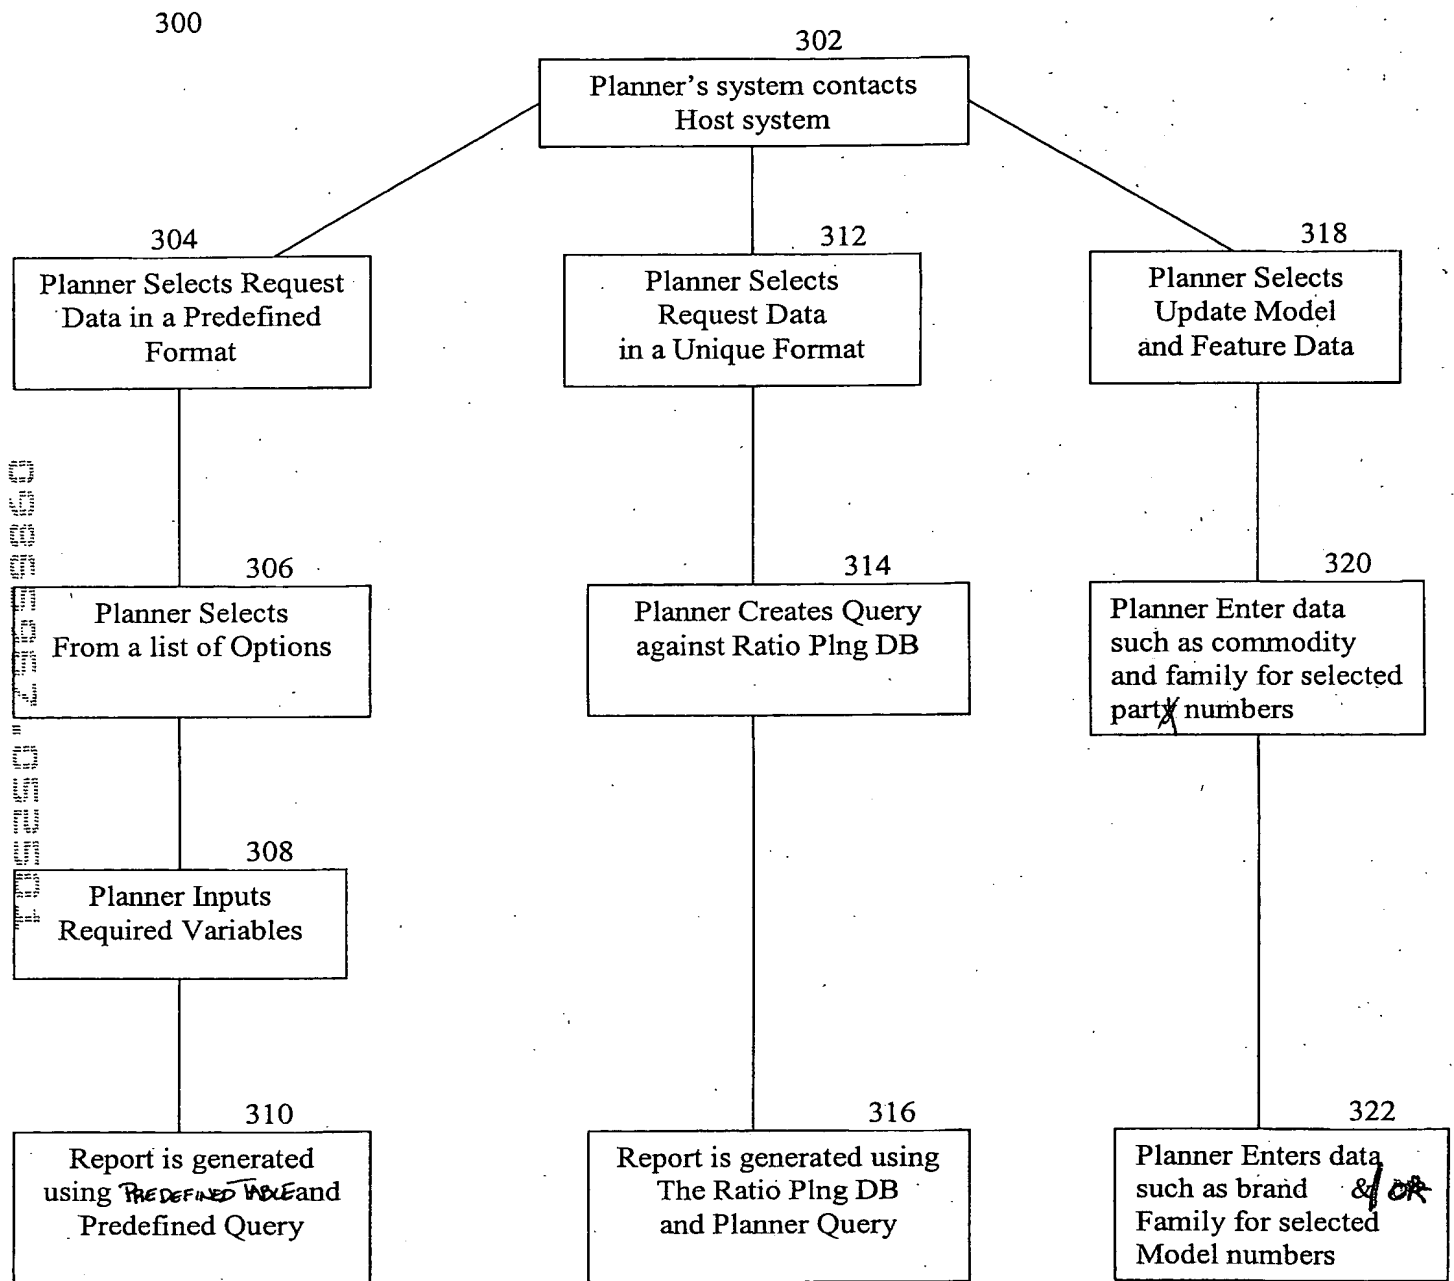 300
302
Planner's system contacts
Host system
304
Planner Selects Request
Data in a Predefined
Format
312
Planner Selects
Request Data
in a Unique Format
318
Planner Selects
Update Model
and Feature Data
306
Planner Selects
From a list of Options
314
Planner Creates Query
against Ratio Plng DB
320
Planner Enter data
such as commodity
and family for selected
part numbers
308
Planner Inputs
Required Variables
310
Report is generated
using PREDEFINED TABLE and
Predefined Query
316
Report is generated using
The Ratio Plng DB
and Planner Query
322
Planner Enters data
such as brand &/OR
Family for selected
Model numbers